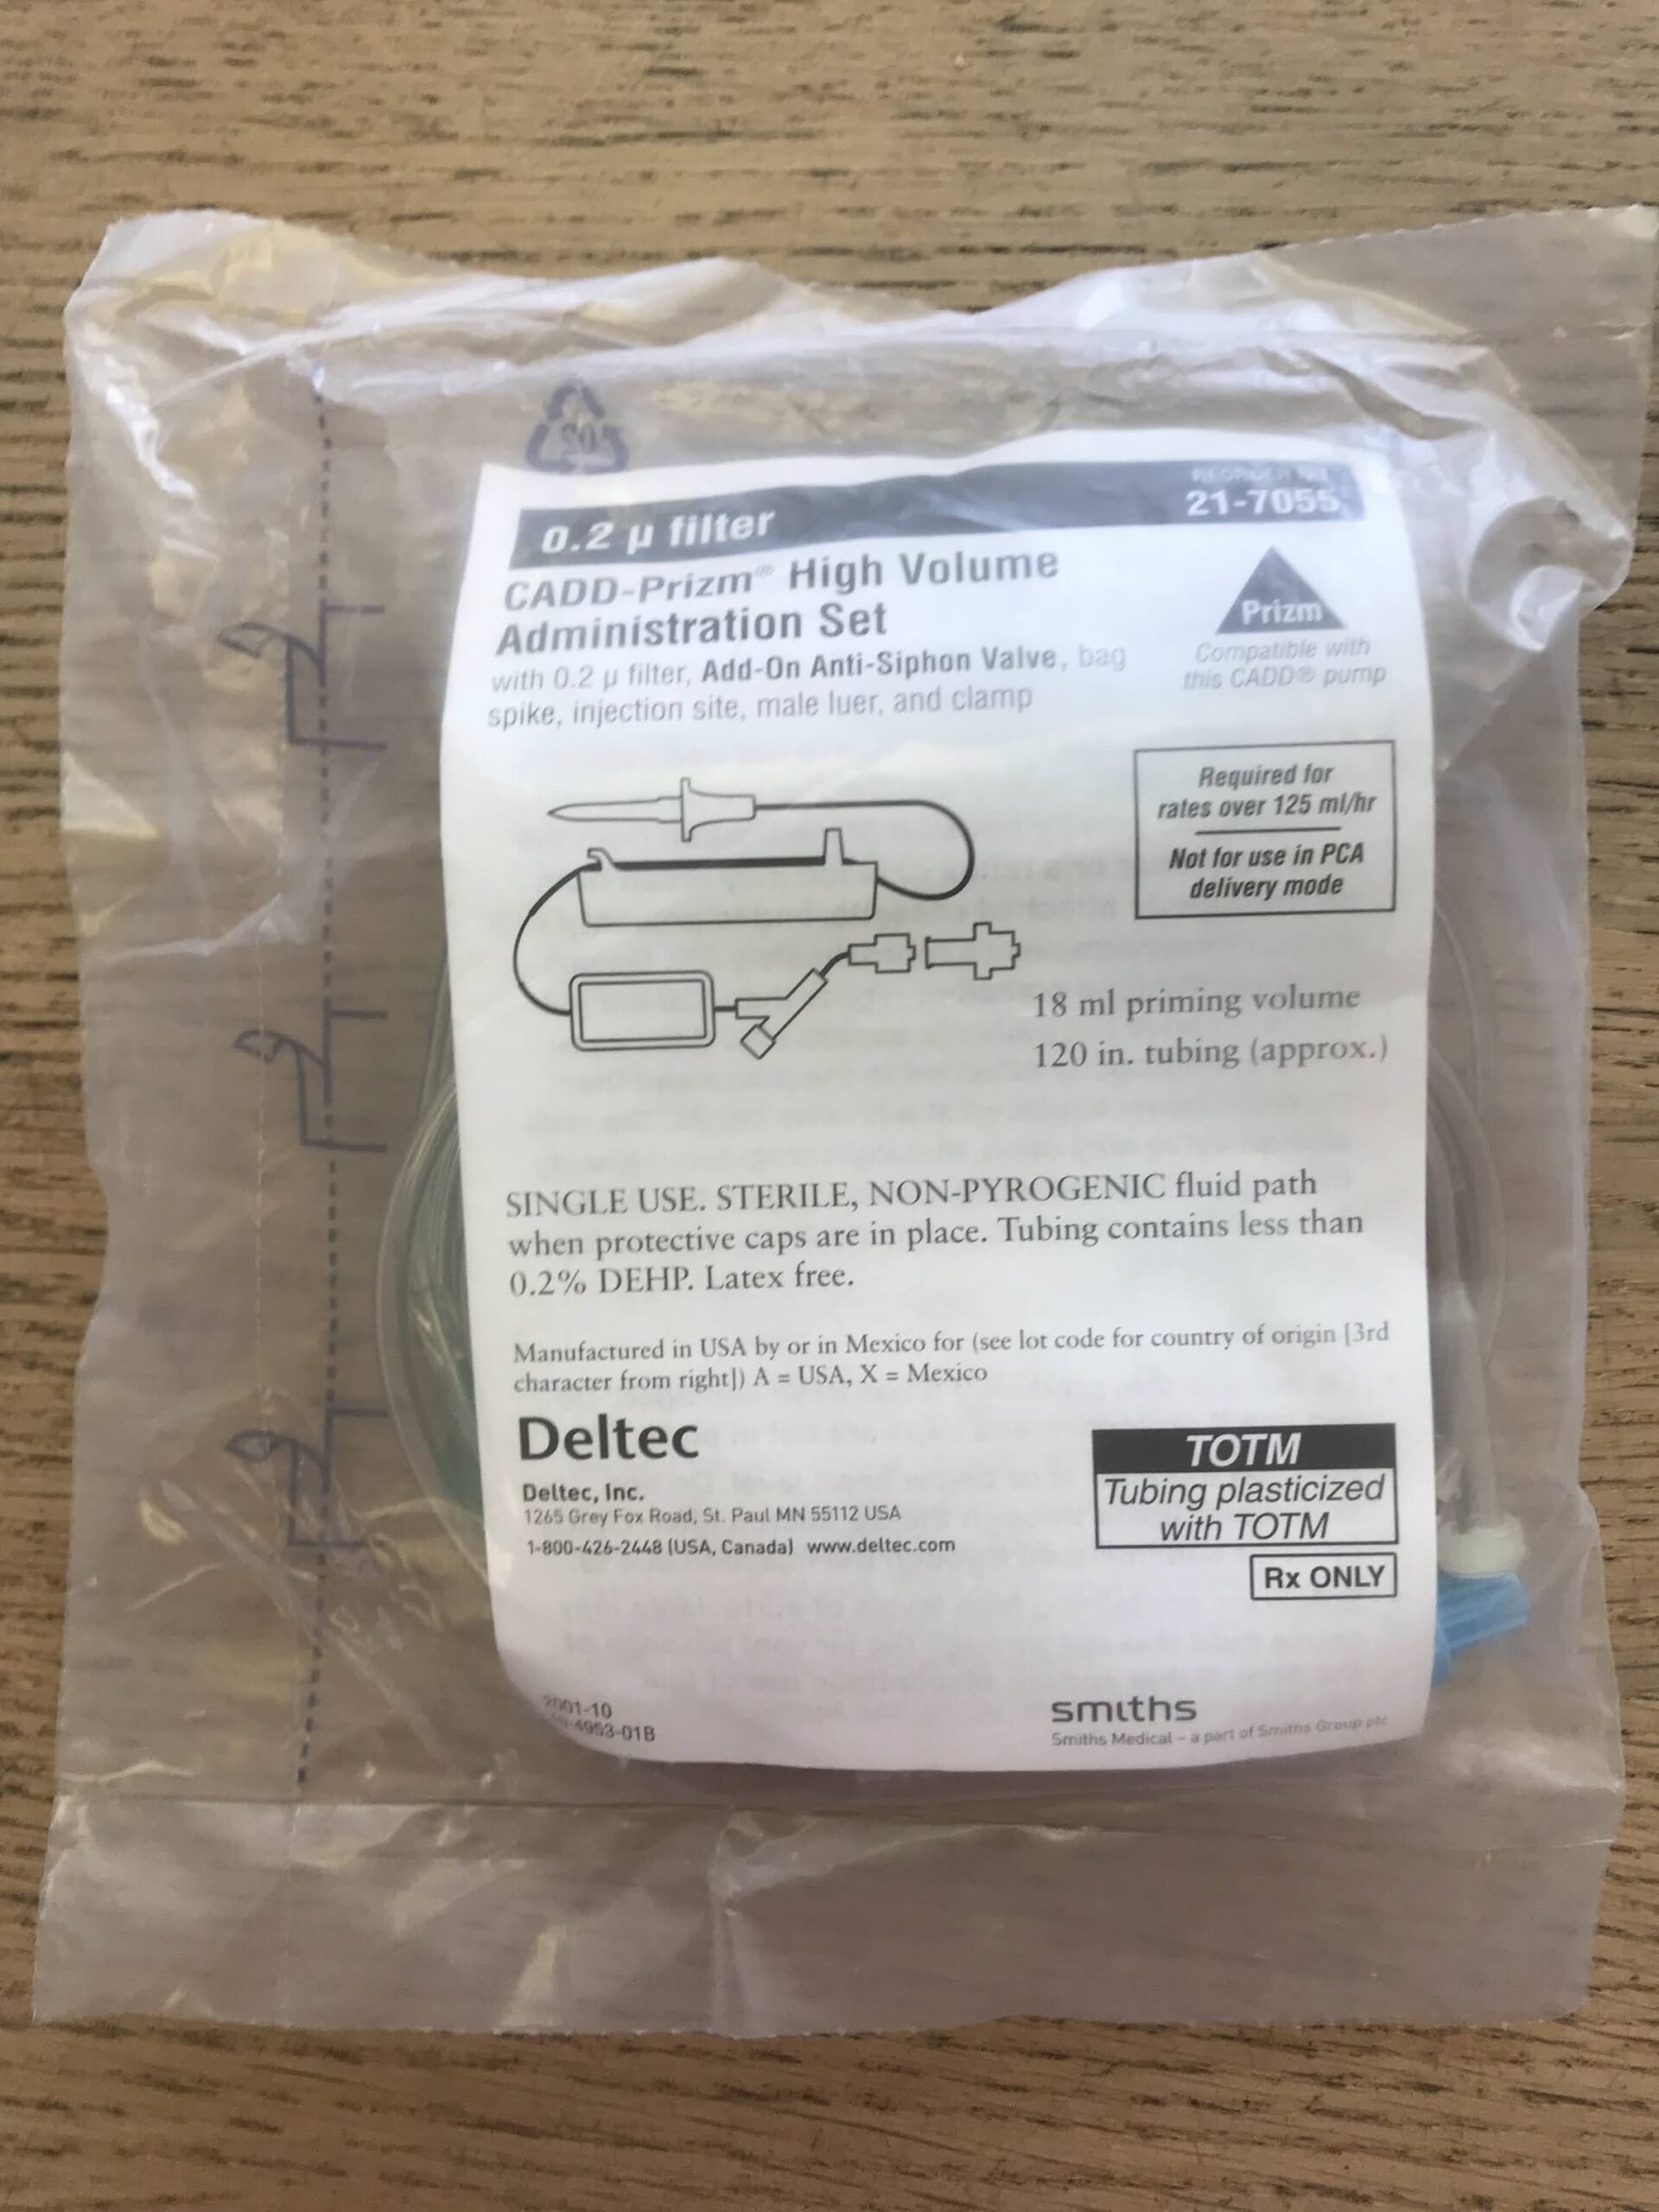 0.2 µ filter
REORDER NO.
21-7055
CADD-Prizm® High Volume
Administration Set
with 0.2 µ filter, Add-On Anti-Siphon Valve, bag
spike, injection site, male luer, and clamp
Prizm
Compatible with
this CADD® pump
Required for
rates over 125 ml/hr
Not for use in PCA
delivery mode
18 ml priming volume
120 in. tubing (approx.)
SINGLE USE. STERILE, NON-PYROGENIC fluid path
when protective caps are in place. Tubing contains less than
0.2% DEHP. Latex free.
Manufactured in USA by or in Mexico for (see lot code for country of origin [3rd
character from right]) A = USA, X = Mexico
Deltec
Deltec, Inc.
1265 Grey Fox Road, St. Paul MN 55112 USA
1-800-426-2448 (USA, Canada) www.deltec.com
TOTM
Tubing plasticized
with TOTM
Rx ONLY
2001-10
smiths
Smiths Medical – a part of Smiths Group plc